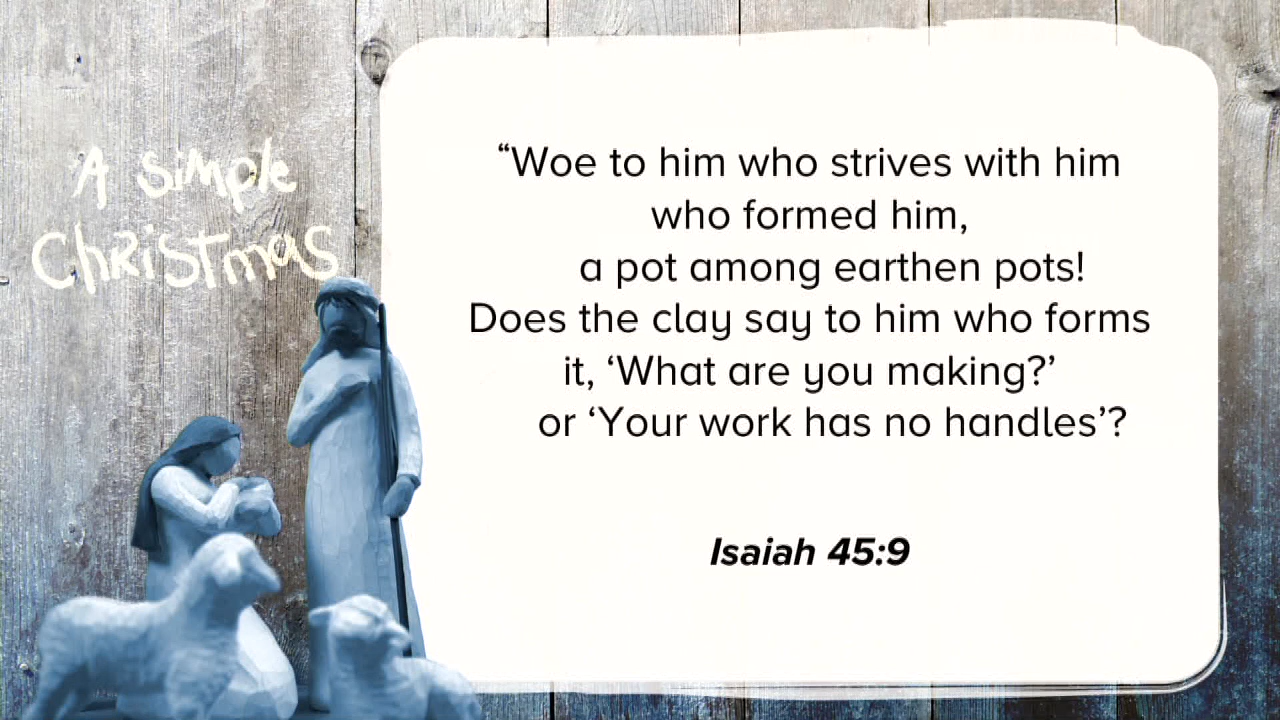 A Simple
Christmas
“Woe to him who strives with him
who formed him,
a pot among earthen pots!
Does the clay say to him who forms
it, ‘What are you making?’
or ‘Your work has no handles’?
Isaiah 45:9